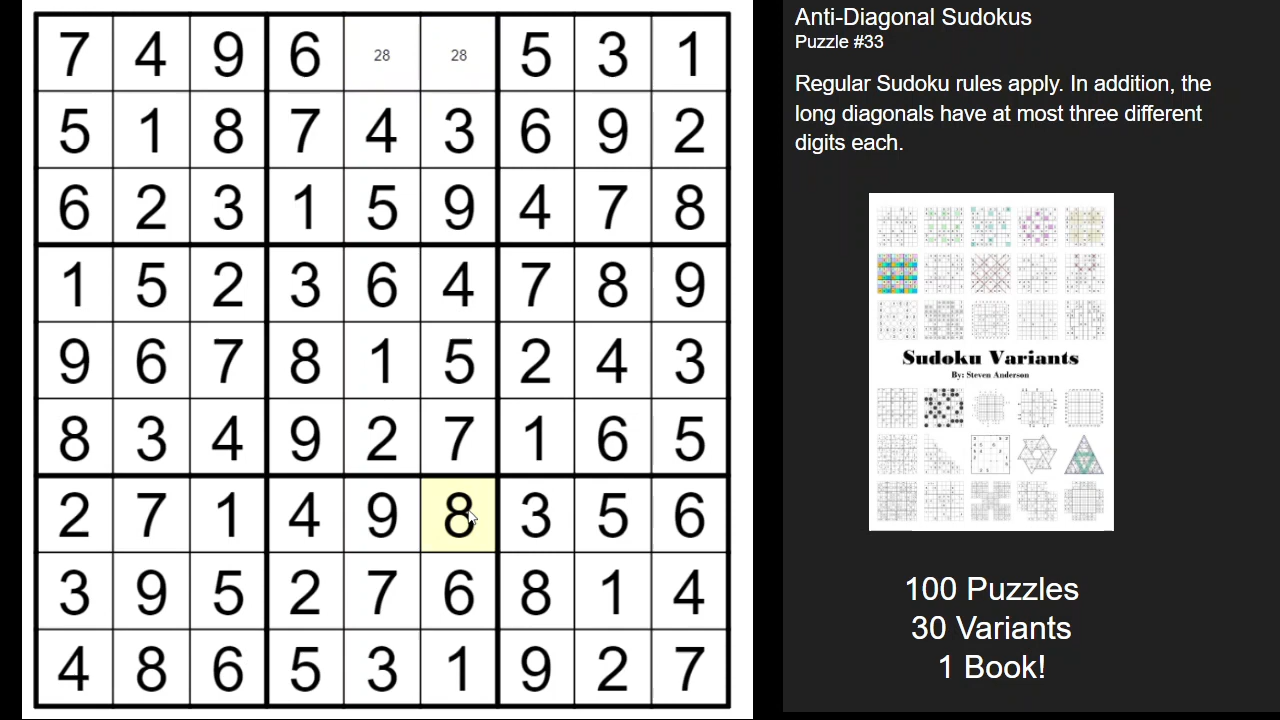 7 4 9 6 28 28 5 3 1
5 1 8 7 4 3 6 9 2
6 2 3 1 5 9 4 7 8
1 5 2 3 6 4 7 8 9
9 6 7 8 1 5 2 4 3
8 3 4 9 2 7 1 6 5
2 7 1 4 9 8 3 5 6
3 9 5 2 7 6 8 1 4
4 8 6 5 3 1 9 2 7
Anti-Diagonal Sudokus
Puzzle #33
Regular Sudoku rules apply. In addition, the
long diagonals have at most three different
digits each.
Sudoku Variants
By: Steven Anderson
100 Puzzles
30 Variants
1 Book!